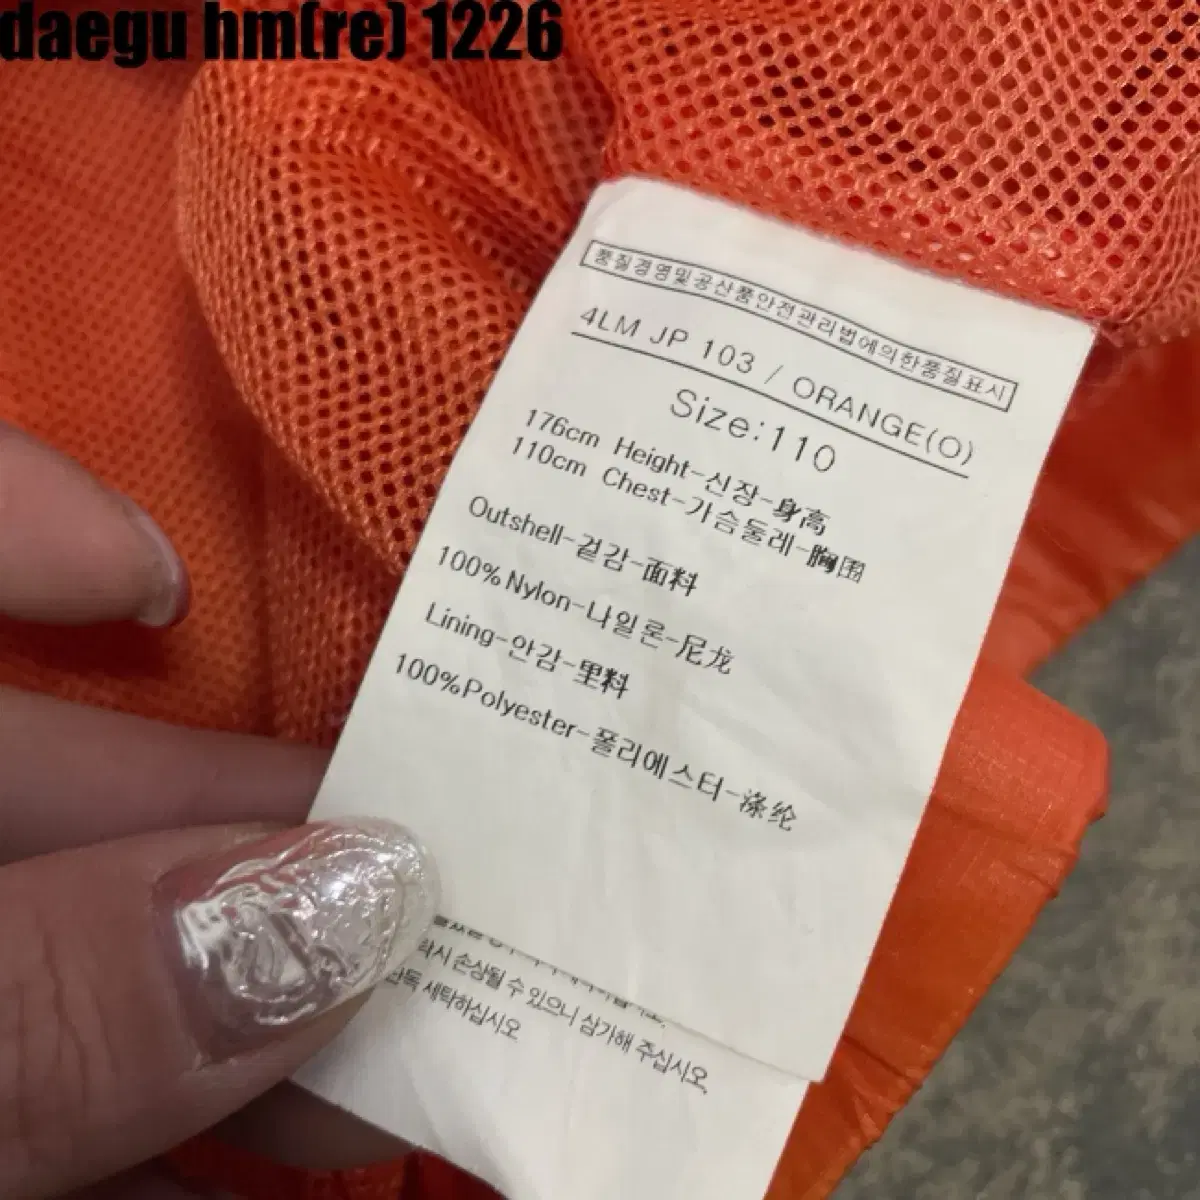 daegu hm(re) 1226
품질경영및공산품안전관리법에의한품질표시
4LM JP 103 / ORANGE(O)
Size:110
176cm Height-신장-身高
110cm Chest-가슴둘레-胸围
Outshell-겉감-面料
100%Nylon-나일론-尼龙
Lining-안감-里料
100%Polyester-폴리에스터-涤纶
손상될 수 있으니 삼가해 주십시오.
단독 세탁하십시오